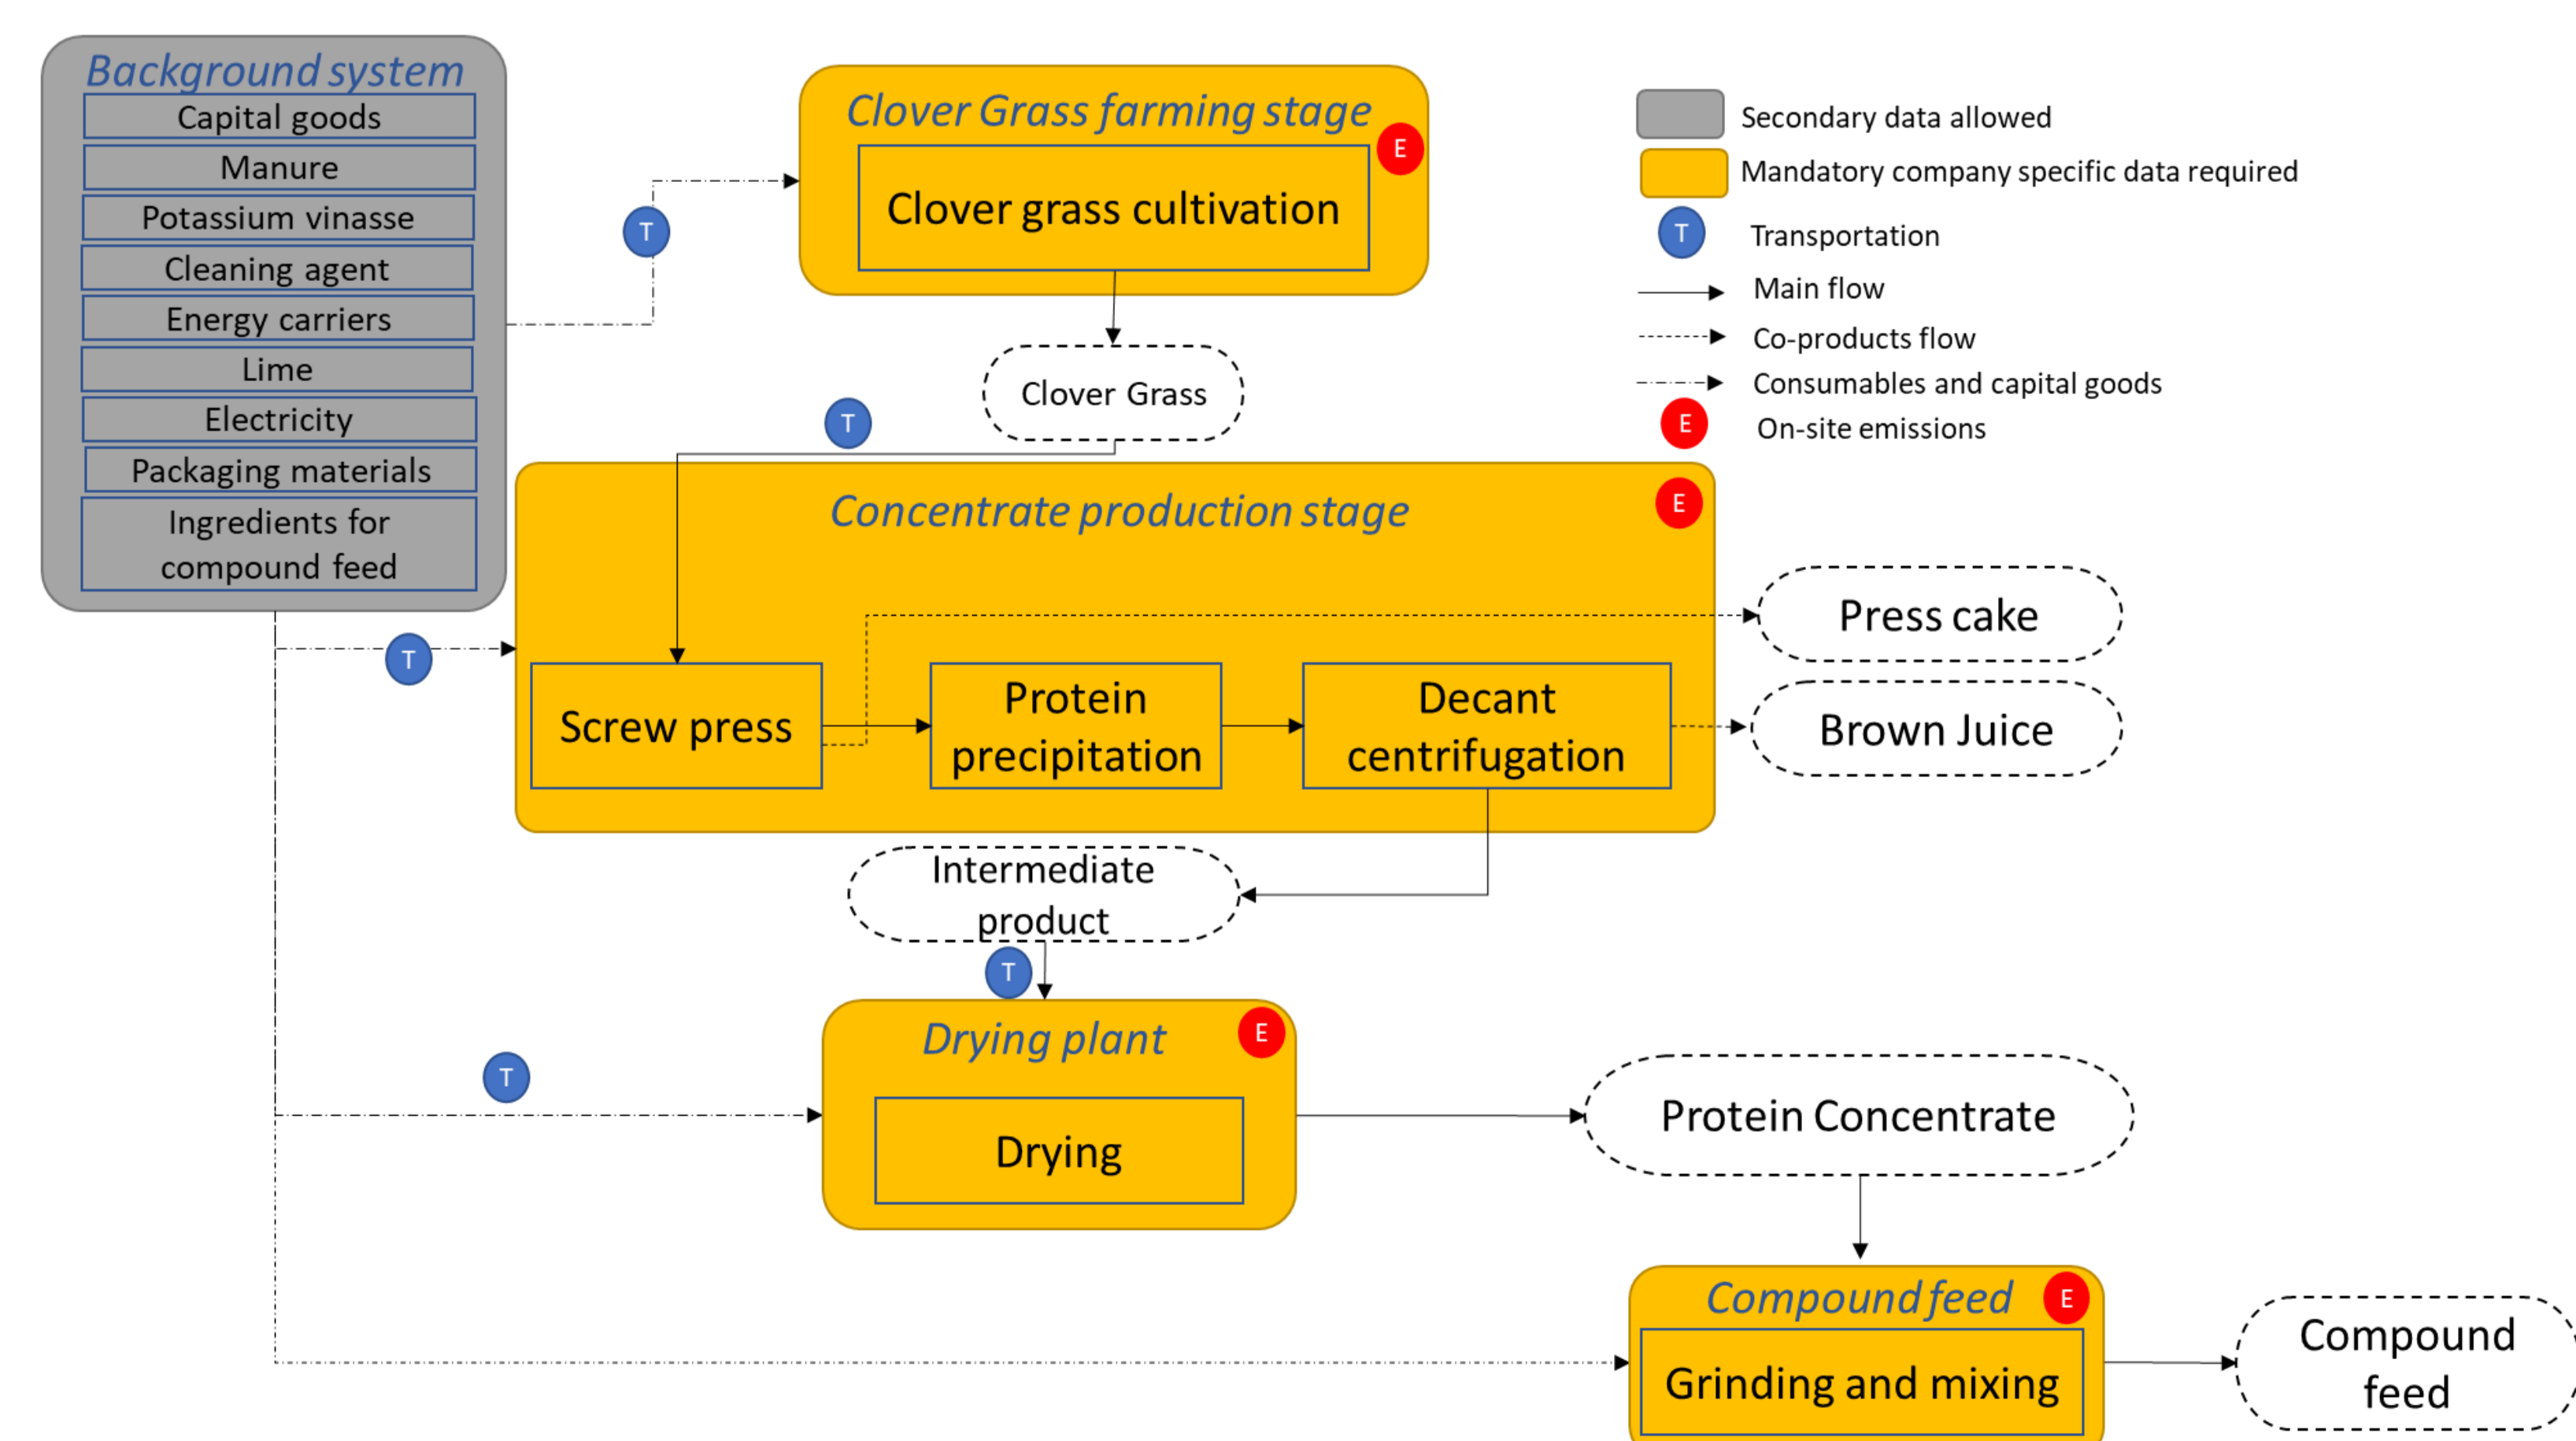 Background system
Capital goods
Manure
Potassium vinasse
Cleaning agent
Energy carriers
Lime
Electricity
Packaging materials
Ingredients for
compound feed
T
Clover Grass farming stage
E
Clover grass cultivation
Secondary data allowed
Mandatory company specific data required
T
Transportation
Main flow
Co-products flow
Consumables and capital goods
E
On-site emissions
Clover Grass
T
Concentrate production stage
E
T
Screw press
Protein
precipitation
Decant
centrifugation
Press cake
Brown Juice
Intermediate
product
T
Drying plant
E
T
Drying
Protein Concentrate
Compound feed
E
Grinding and mixing
Compound
feed